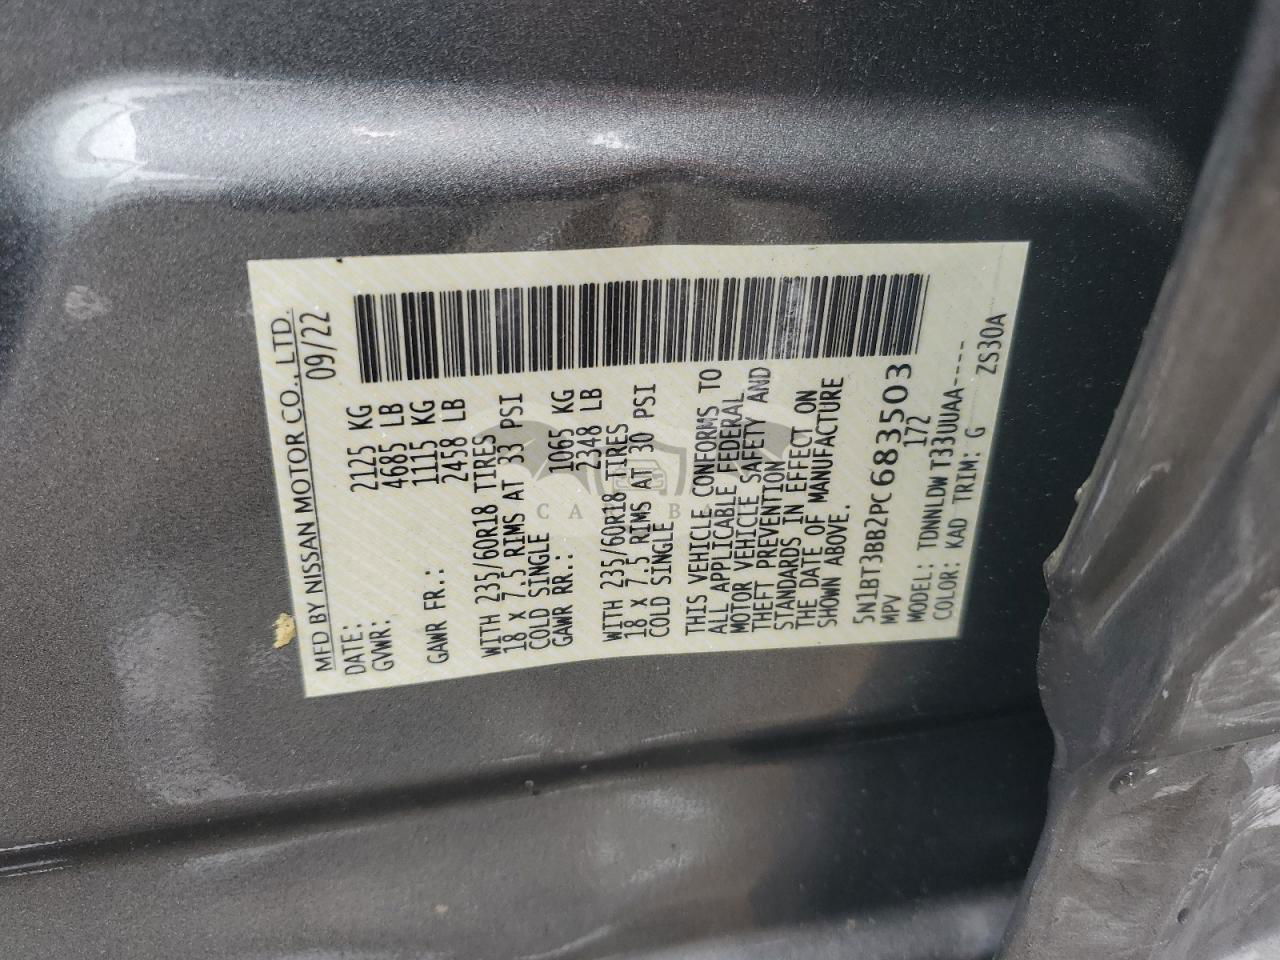 MFD BY NISSAN MOTOR CO., LTD.
DATE: 09/22
GVWR: 2125 KG
4685 LB
GAWR FR.: 1115 KG
2458 LB
WITH 235/60R18 TIRES
18 X 7.5 RIMS AT 33 PSI
COLD SINGLE
GAWR RR.: 1065 KG
2348 LB
WITH 235/60R18 TIRES
18 X 7.5 RIMS AT 30 PSI
COLD SINGLE
THIS VEHICLE CONFORMS TO
ALL APPLICABLE FEDERAL
MOTOR VEHICLE SAFETY AND
THEFT PREVENTION
STANDARDS IN EFFECT ON
THE DATE OF MANUFACTURE
SHOWN ABOVE.
5N1BT3BB2PC683503
MPV 172
MODEL: TDNNLDW T33UUAA-----
COLOR: KAD TRIM: G ZS30A